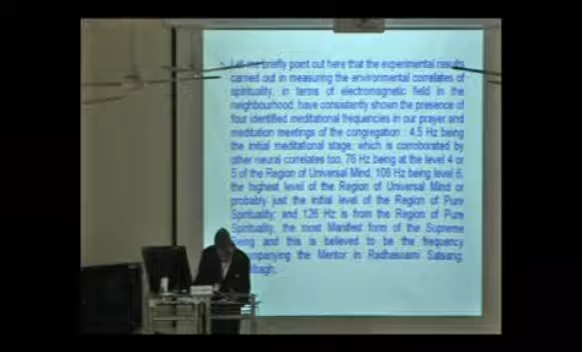 Let me briefly point out here that the experimental results
carried out in measuring the environmental correlates of
spirituality, in terms of electromagnetic field in the
neighbourhood, have consistently shown the presence of
four identified meditational frequencies in our prayer and
meditation meetings of the congregation : 4.5 Hz being
the initial meditational stage, which is corroborated by
other neural correlates too, 76 Hz being at the level 4 or
5 of the Region of Universal Mind, 108 Hz being level 6,
the highest level of the Region of Universal Mind or
probably just the initial level of the Region of Pure
Spirituality; and 126 Hz is from the Region of Pure
Spirituality, the most Manifest form of the Supreme
Being and this is believed to be the frequency
accompanying the Mentor in Radhasoami Satsang,